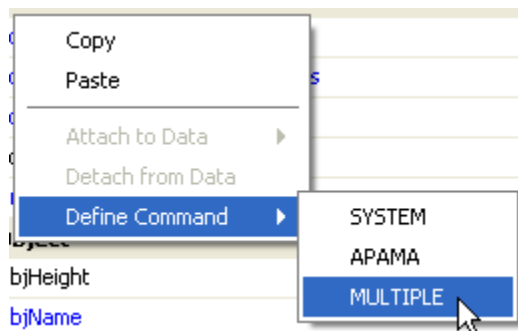 Copy
Paste
s
Attach to Data
Detach from Data
Define Command
SYSTEM
APAMA
MULTIPLE
bjHeight
bjName